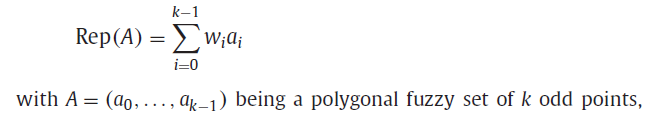 Rep(A) = ∑_{i=0}^{k−1} w_i a_i
with A = (a_0, . . . , a_{k−1}) being a polygonal fuzzy set of k odd points,